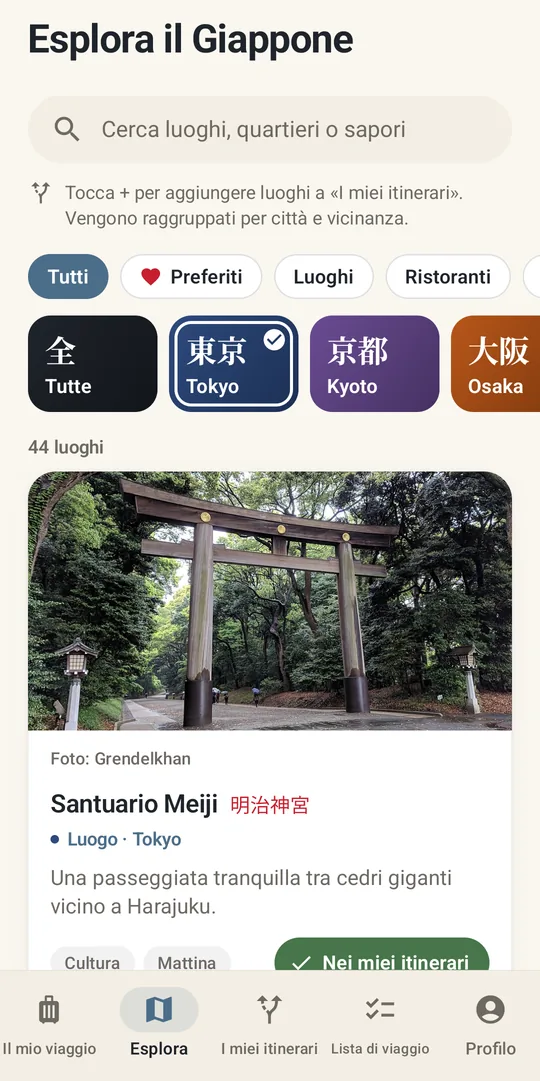 Esplora il Giappone
Cerca luoghi, quartieri o sapori
Tocca + per aggiungere luoghi a «I miei itinerari».
Vengono raggruppati per città e vicinanza.
Tutti
Preferiti
Luoghi
Ristoranti
全
Tutte
東京
Tokyo
京都
Kyoto
大阪
Osaka
44 luoghi
Foto: Grendelkhan
Santuario Meiji 明治神宮
Luogo · Tokyo
Una passeggiata tranquilla tra cedri giganti
vicino a Harajuku.
Cultura
Mattina
Nei miei itinerari
Il mio viaggio
Esplora
I miei itinerari
Lista di viaggio
Profilo